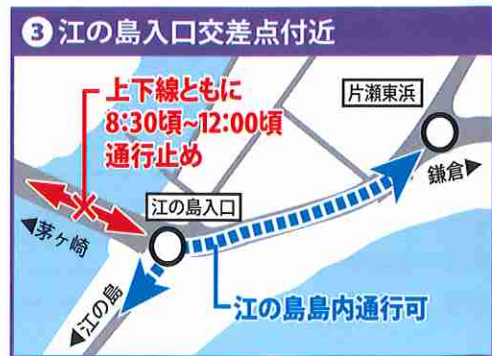 ③江の島入口交差点付近
上下線ともに
8:30頃~12:00頃
通行止め
片瀬東浜
鎌倉▶
江の島入口
◀茅ヶ崎
◀江の島
江の島島内通行可